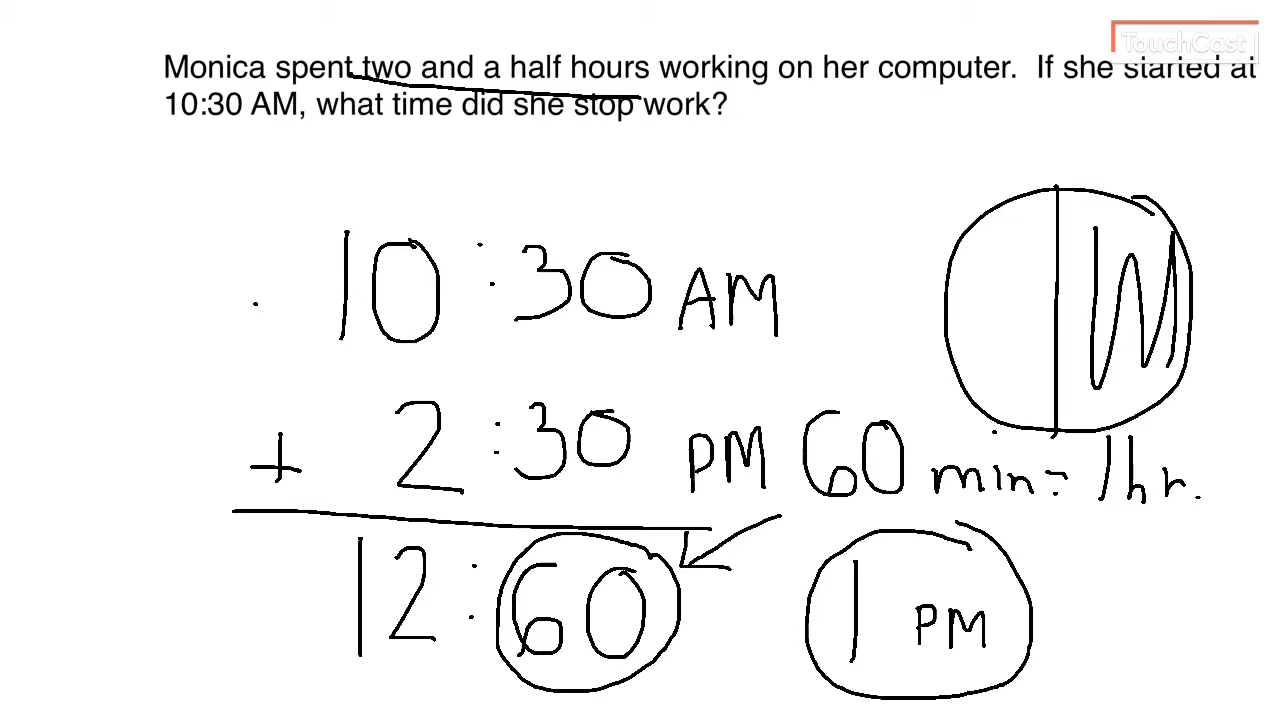 TouchCast
Monica spent two and a half hours working on her computer. If she started at
10:30 AM, what time did she stop work?
10:30 AM
+ 2:30 PM 60 min = 1 hr.
12:60 1 PM